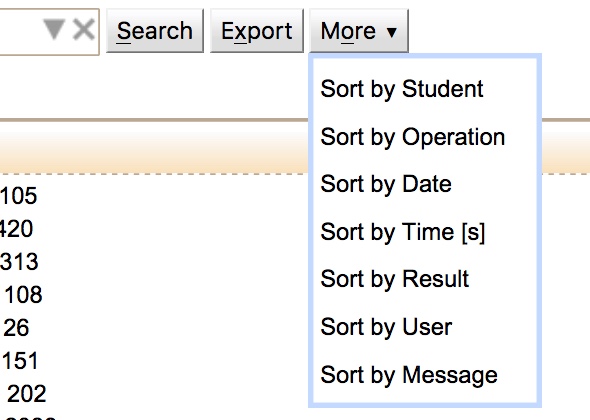 Search Export More ▼
Sort by Student
Sort by Operation
Sort by Date
Sort by Time [s]
Sort by Result
Sort by User
Sort by Message
105
420
313
108
26
151
202